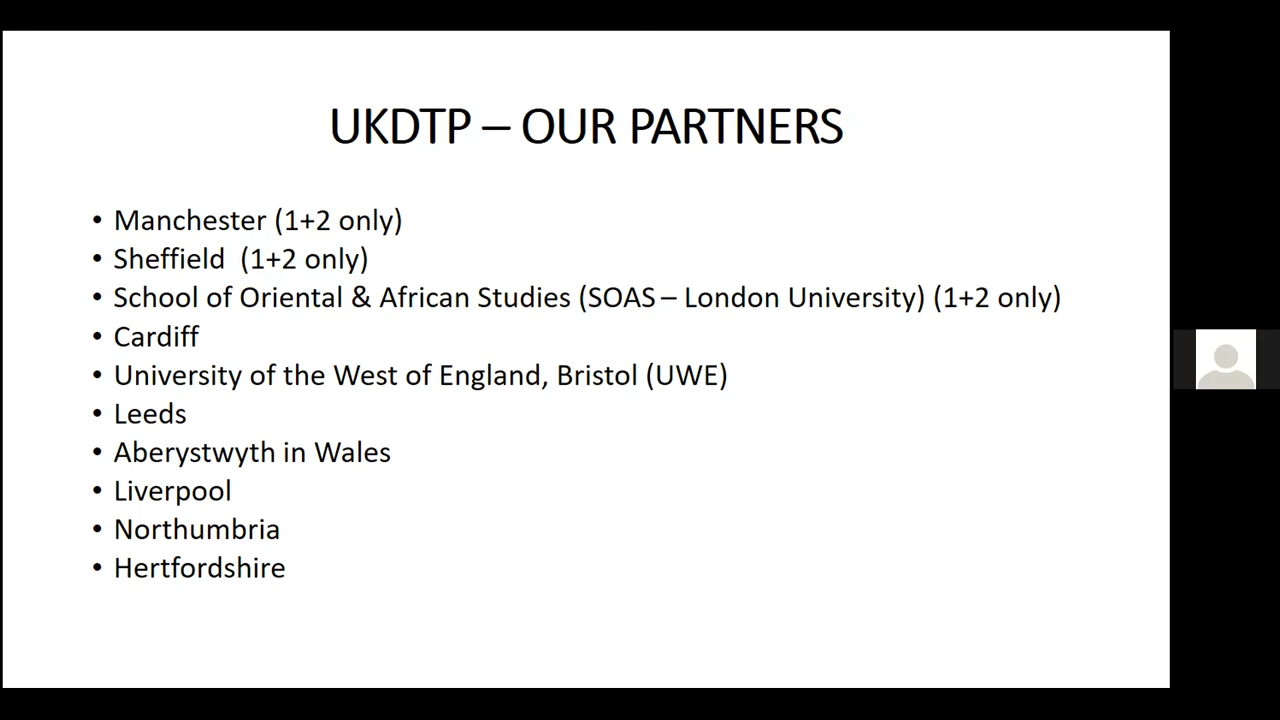 UKDTP – OUR PARTNERS
• Manchester (1+2 only)
• Sheffield (1+2 only)
• School of Oriental & African Studies (SOAS – London University) (1+2 only)
• Cardiff
• University of the West of England, Bristol (UWE)
• Leeds
• Aberystwyth in Wales
• Liverpool
• Northumbria
• Hertfordshire